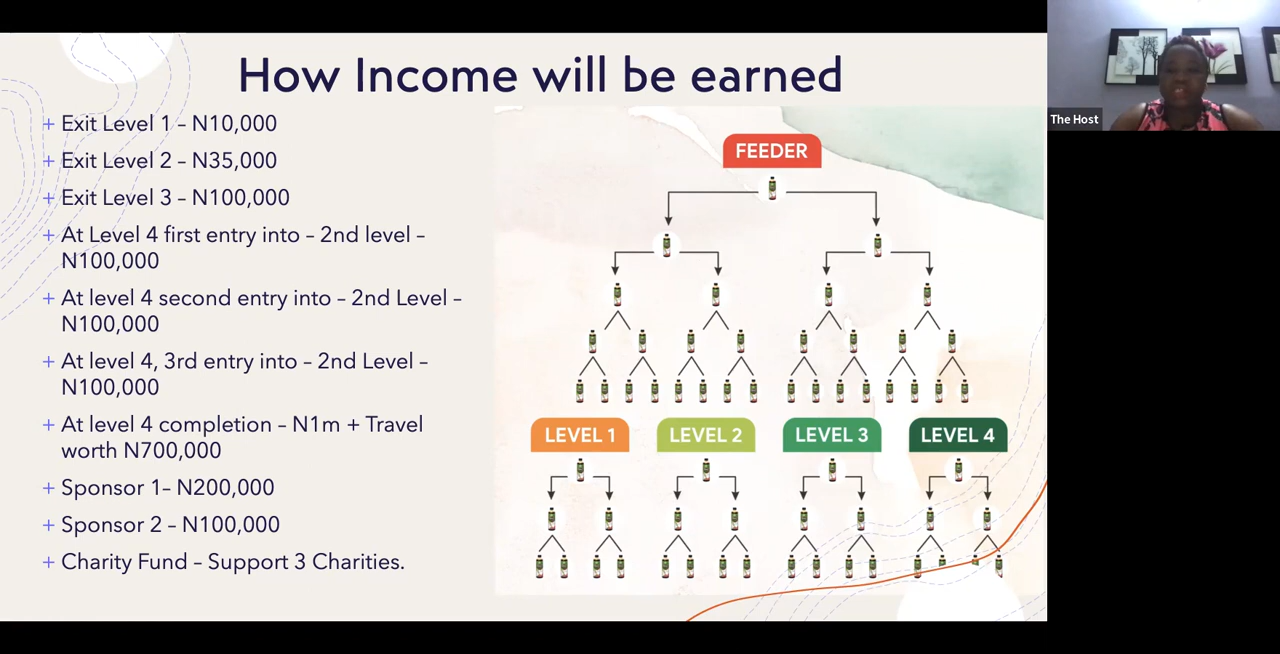 How Income will be earned
+ Exit Level 1 – N10,000
+ Exit Level 2 – N35,000
+ Exit Level 3 – N100,000
+ At Level 4 first entry into – 2nd level –
N100,000
+ At level 4 second entry into – 2nd Level –
N100,000
+ At level 4, 3rd entry into – 2nd Level –
N100,000
+ At level 4 completion – N1m + Travel
worth N700,000
+ Sponsor 1– N200,000
+ Sponsor 2 – N100,000
+ Charity Fund – Support 3 Charities.
FEEDER
LEVEL 1
LEVEL 2
LEVEL 3
LEVEL 4
The Host